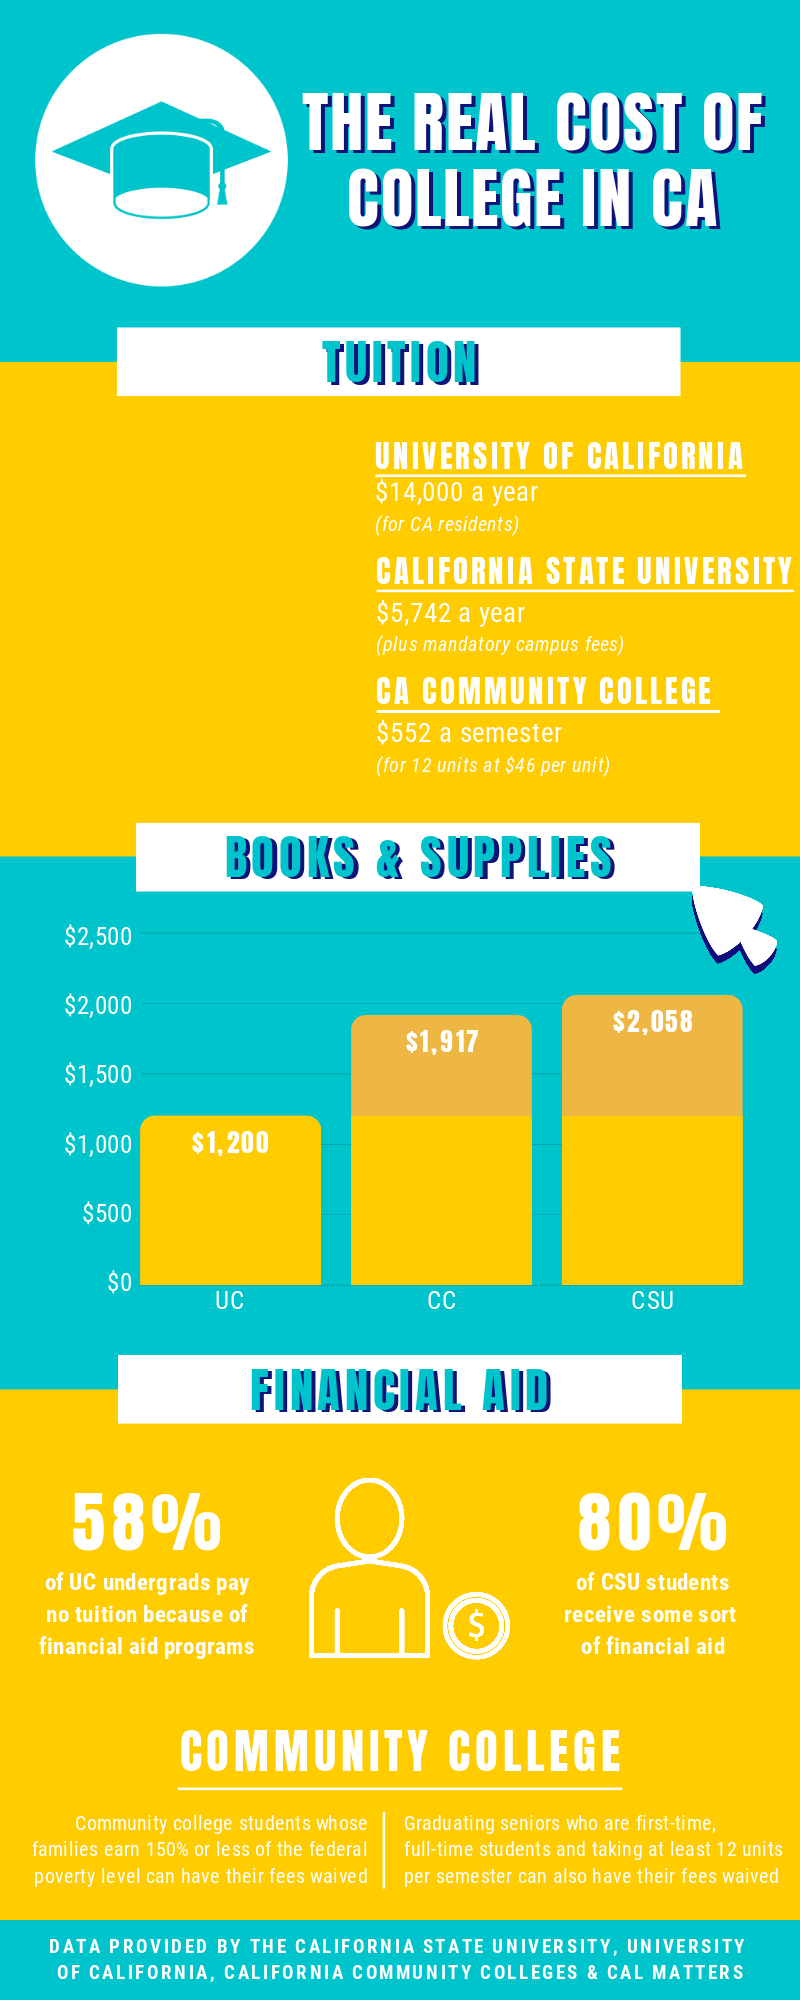 THE REAL COST OF
COLLEGE IN CA
TUITION
UNIVERSITY OF CALIFORNIA
$14,000 a year
(for CA residents)
CALIFORNIA STATE UNIVERSITY
$5,742 a year
(plus mandatory campus fees)
CA COMMUNITY COLLEGE
$552 a semester
(for 12 units at $46 per unit)
BOOKS & SUPPLIES
$2,500
$2,000
$1,500
$1,000
$500
$0
$1,200
$1,917
$2,058
UC
CC
CSU
FINANCIAL AID
58%
of UC undergrads pay
no tuition because of
financial aid programs
$
80%
of CSU students
receive some sort
of financial aid
COMMUNITY COLLEGE
Community college students whose
families earn 150% or less of the federal
poverty level can have their fees waived
Graduating seniors who are first-time,
full-time students and taking at least 12 units
per semester can also have their fees waived
DATA PROVIDED BY THE CALIFORNIA STATE UNIVERSITY, UNIVERSITY
OF CALIFORNIA, CALIFORNIA COMMUNITY COLLEGES & CAL MATTERS